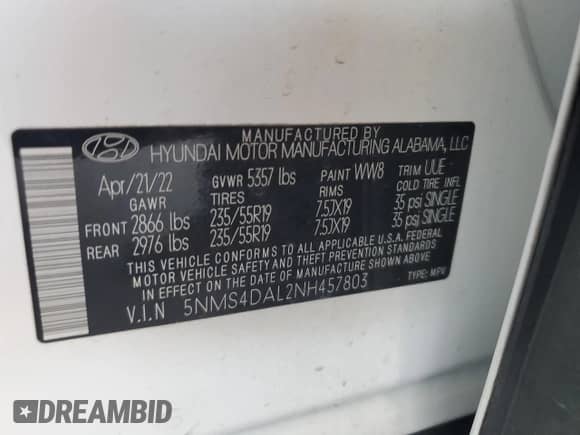 MANUFACTURED BY
HYUNDAI MOTOR MANUFACTURING ALABAMA, LLC
Apr/21/22 GVWR 5357 lbs PAINT WW8 TRIM UUE
GAWR TIRES RIMS COLD TIRE INFL
FRONT 2866 lbs 235/55R19 7.5JX19 35 psi SINGLE
REAR 2976 lbs 235/55R19 7.5JX19 35 psi SINGLE
THIS VEHICLE CONFORMS TO ALL APPLICABLE U.S.A. FEDERAL
MOTOR VEHICLE SAFETY AND THEFT PREVENTION STANDARDS
IN EFFECT ON THE DATE OF MANUFACTURE SHOWN ABOVE.
V.I.N 5NMS4DAL2NH457803 TYPE: MPV
DREAMBID